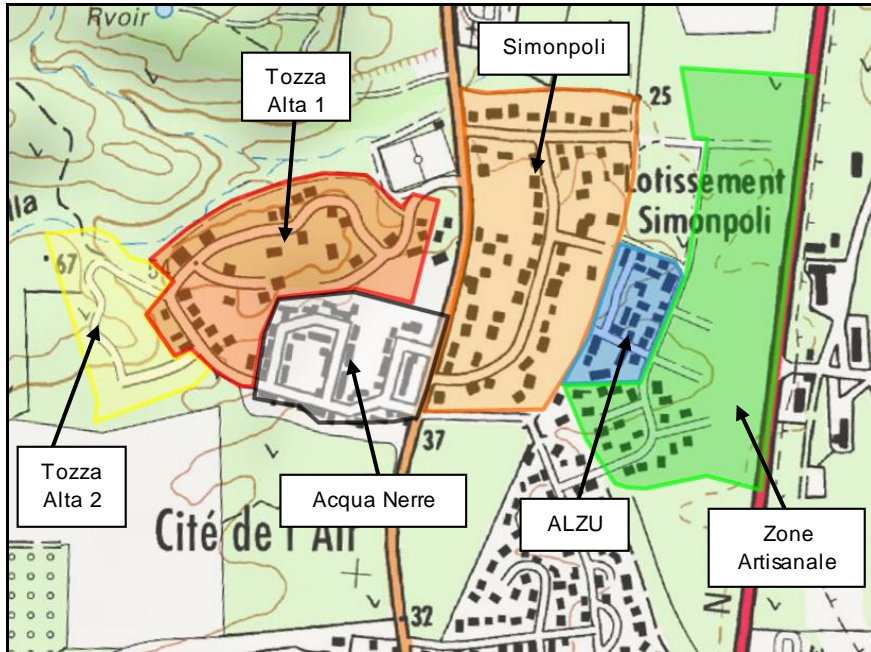 Rvoir
Simonpoli
Tozza
Alta 1
25
Lotissement
Simonpoli
lla
67
37
Tozza
Alta 2
Acqua Nerre
ALZU
Zone
Artisanale
Cité de l'Air
N
32